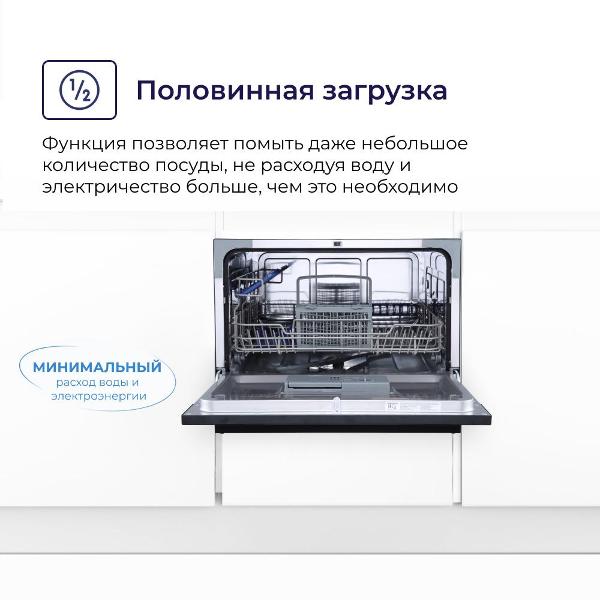 1/2
Половинная загрузка
Функция позволяет помыть даже небольшое
количество посуды, не расходуя воду и
электричество больше, чем это необходимо
МИНИМАЛЬНЫЙ
расход воды и
электроэнергии